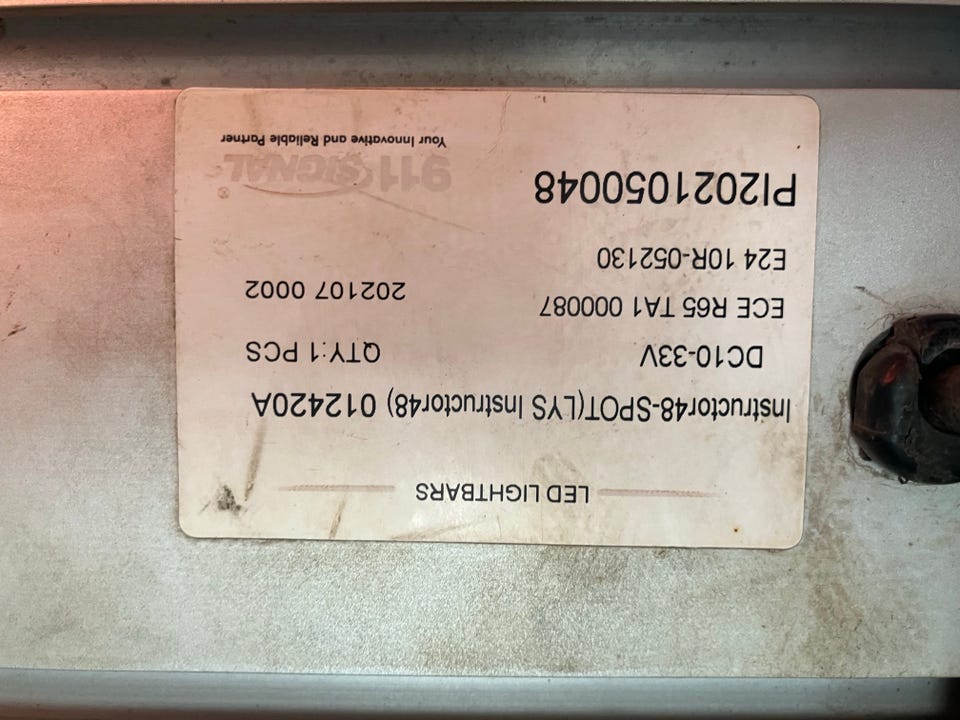 LED LIGHTBARS
Instructor48-SPOT(LYS Instructor48) 012420A
DC10-33V QTY:1 PCS
ECE R65 TA1 000087
202107 0002
E24 10R-052130
PI2021050048
911 SIGNAL®
Your Innovative and Reliable Partner